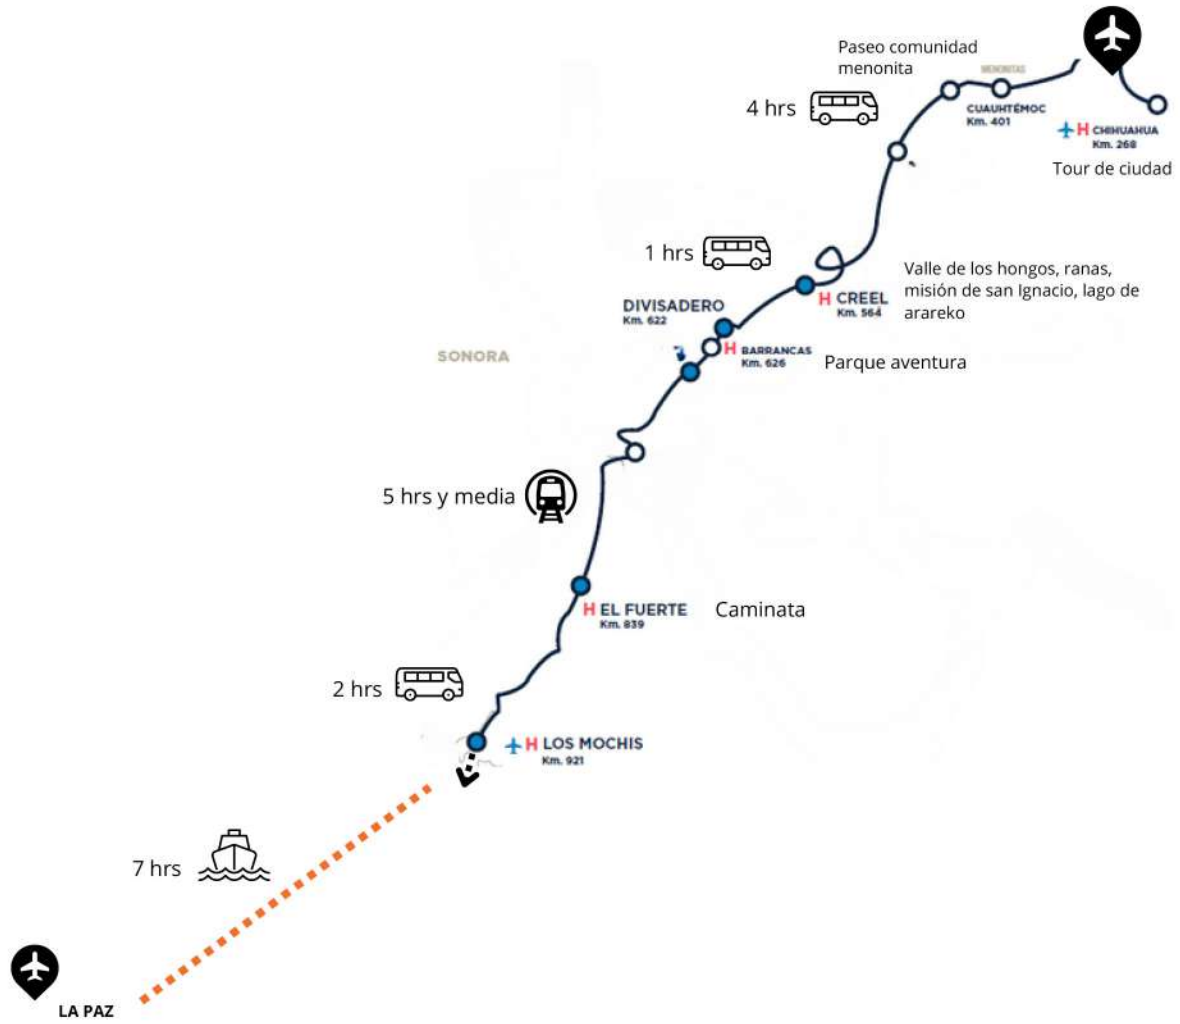 Paseo comunidad
menonita
MENONITAS
4 hrs
CUAUHTÉMOC
Km. 401
H CHIHUAHUA
Km. 268
Tour de ciudad
1 hrs
Valle de los hongos, ranas,
misión de san Ignacio, lago de
arareko
H CREEL
Km. 564
DIVISADERO
Km. 622
H BARRANCAS
Km. 626
Parque aventura
SONORA
5 hrs y media
H EL FUERTE
Km. 839
Caminata
2 hrs
H LOS MOCHIS
Km. 921
7 hrs
LA PAZ